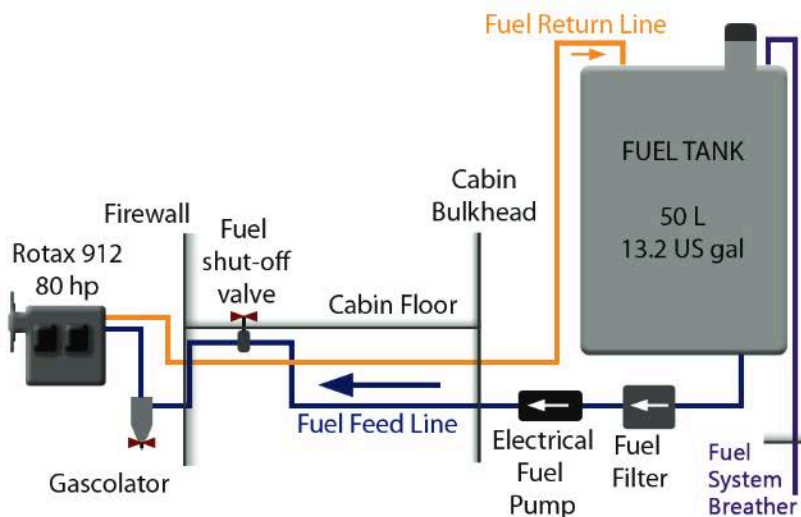 Fuel Return Line
FUEL TANK
50 L
13.2 US gal
Cabin
Bulkhead
Firewall
Fuel
shut-off
valve
Rotax 912
80 hp
Cabin Floor
Fuel Feed Line
Gascolator
Electrical
Fuel
Pump
Fuel
Filter
Fuel
System
Breather